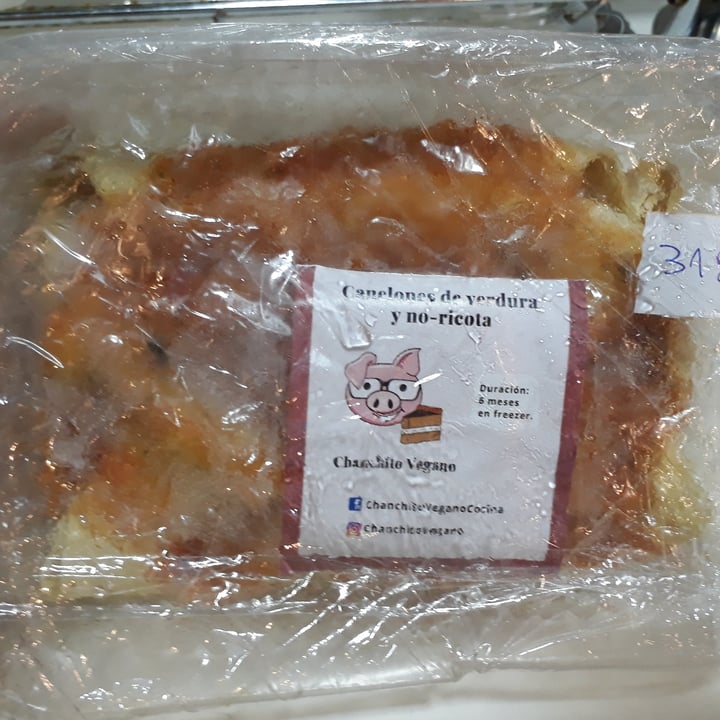 Canelones de verdura
y no-ricota
Duración:
6 meses
en freezer.
Chanchito Vegano
ChanchitoVeganoCocina
Chanchitovegano